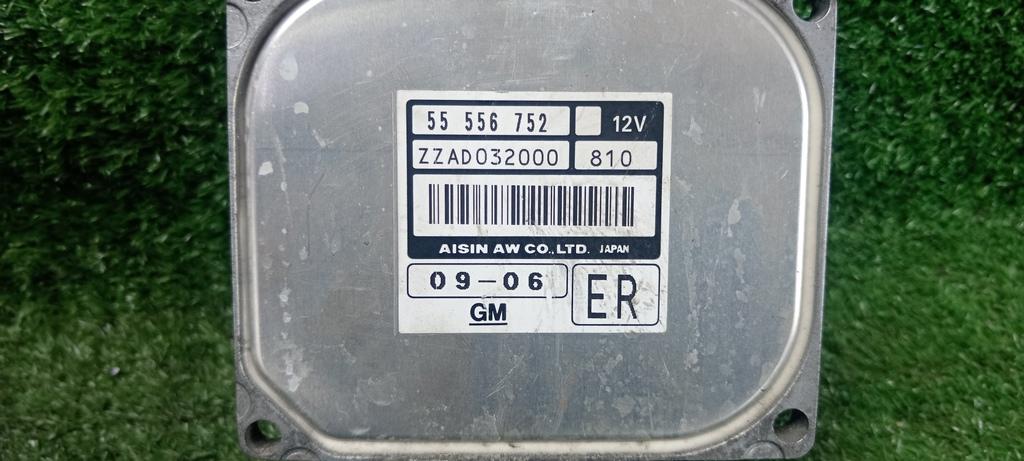 55 556 752 12V
ZZAD032000 810
AISIN AW CO.,LTD. JAPAN
09-06 ER
GM